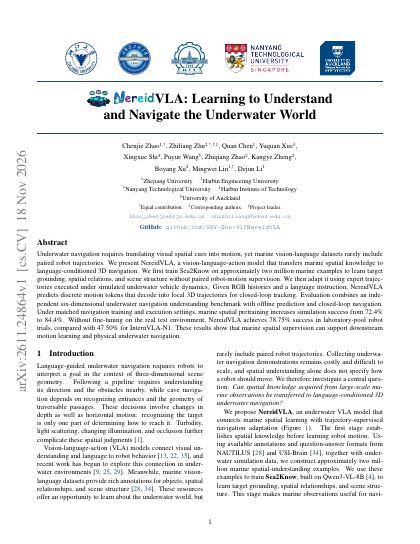 NANYANG
TECHNOLOGICAL
UNIVERSITY
SINGAPORE
NereidVLA: Learning to Understand
and Navigate the Underwater World
Chenjie Zhao1,*, Zhiliang Zhu2,*,‡,2, Quan Chen1, Yuquan Xue3,
Xingxue Shi4, Puyue Wang5, Zhiqiang Zhao2, Kangye Zheng2,
Boyang Xu2, Mingwei Lin1,†, Dejun Li1
1Zhejiang University 2Harbin Engineering University
3Nanyang Technological University 4Harbin Institute of Technology
5University of Auckland
*Equal contribution †Corresponding authors ‡Project leader
GitHub: github.com/SHY-Zhu-91/NereidVLA
arXiv:2611.24864v1 [cs.CV] 18 Nov 2026
Abstract
Underwater navigation requires translating visual spatial cues into motion, yet marine vision-language datasets rarely include
paired robot trajectories. We present NereidVLA, a vision-language-action model that transfers marine spatial knowledge to
language-conditioned 3D navigation. We first train Sea2Know on approximately two million marine examples to learn target
grounding, spatial relations, and scene structure without paired robot-motion supervision. We then adapt it using expert trajec-
tories executed under simulated underwater vehicle dynamics. Given RGB histories and a language instruction, NereidVLA
predicts discrete motion tokens that decode into local 3D trajectories for closed-loop tracking. Evaluation combines an inde-
pendent six-dimensional underwater navigation understanding benchmark with offline prediction and closed-loop navigation.
Under matched navigation training and execution settings, marine spatial pretraining increases simulation success from 72.4%
to 84.4%. Without fine-tuning on the real test environment, NereidVLA achieves 78.75% success in laboratory-pool robot
trials, compared with 47.50% for InternVLA-N1. These results show that marine spatial supervision can support downstream
motion learning and physical underwater navigation.
1 Introduction
Language-guided underwater navigation requires robots to
interpret a goal in the context of three-dimensional scene
geometry. Following a pipeline requires understanding
its direction and the obstacles nearby, while cave naviga-
tion depends on recognizing entrances and the geometry of
traversable passages. These decisions involve changes in
depth as well as horizontal motion: recognizing the target
is only one part of determining how to reach it. Turbidity,
light scattering, changing illumination, and occlusion further
complicate these spatial judgments [1].
Vision-language-action (VLA) models connect visual un-
derstanding and language to robot behavior [13, 22, 35], and
recent work has begun to explore this connection in under-
water environments [9, 25, 29]. Meanwhile, marine vision-
language datasets provide rich annotations for objects, spatial
relationships, and scene structure [28, 34]. These resources
offer an opportunity to learn about the underwater world, but
rarely include paired robot trajectories. Collecting underwa-
ter navigation demonstrations remains costly and difficult to
scale, and spatial understanding alone does not specify how
a robot should move. We therefore investigate a central ques-
tion: Can spatial knowledge acquired from large-scale ma-
rine observations be transferred to language-conditioned 3D
underwater navigation?
We propose NereidVLA, an underwater VLA model that
connects marine spatial learning with trajectory-supervised
navigation adaptation (Figure 1). The first stage estab-
lishes spatial knowledge before learning robot motion. Us-
ing available annotations and question-answer formats from
NAUTILUS [28] and USI-Brain [34], together with under-
water simulation data, we construct approximately two mil-
lion marine spatial-understanding examples. We use these
examples to train Sea2Know, built on Qwen3-VL-8B [4], to
learn target grounding, spatial relationships, and scene struc-
ture. This stage makes marine observations useful for navi-
1